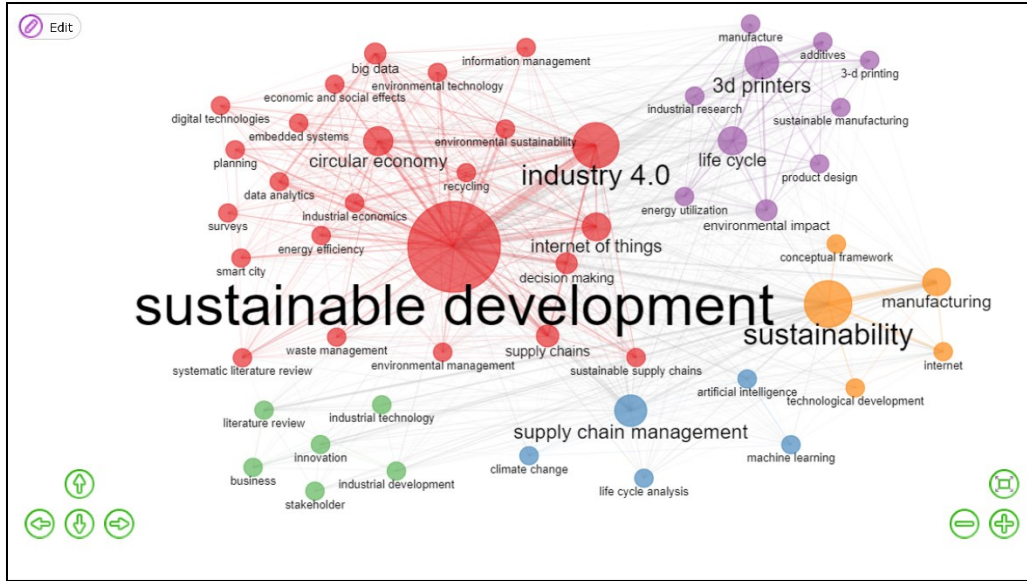 Edit
manufacture
additives
information management
big data
3-d printing
environmental technology
3d printers
economic and social effects
industrial research
digital technologies
sustainable manufacturing
embedded systems
environmental sustainability
circular economy
life cycle
planning
industry 4.0
product design
recycling
data analytics
energy utilization
industrial economics
surveys
environmental impact
energy efficiency
internet of things
conceptual framework
smart city
decision making
manufacturing
sustainable development
sustainability
waste management
supply chains
environmental management
internet
systematic literature review
sustainable supply chains
artificial intelligence
technological development
industrial technology
literature review
supply chain management
innovation
machine learning
climate change
business
industrial development
life cycle analysis
stakeholder